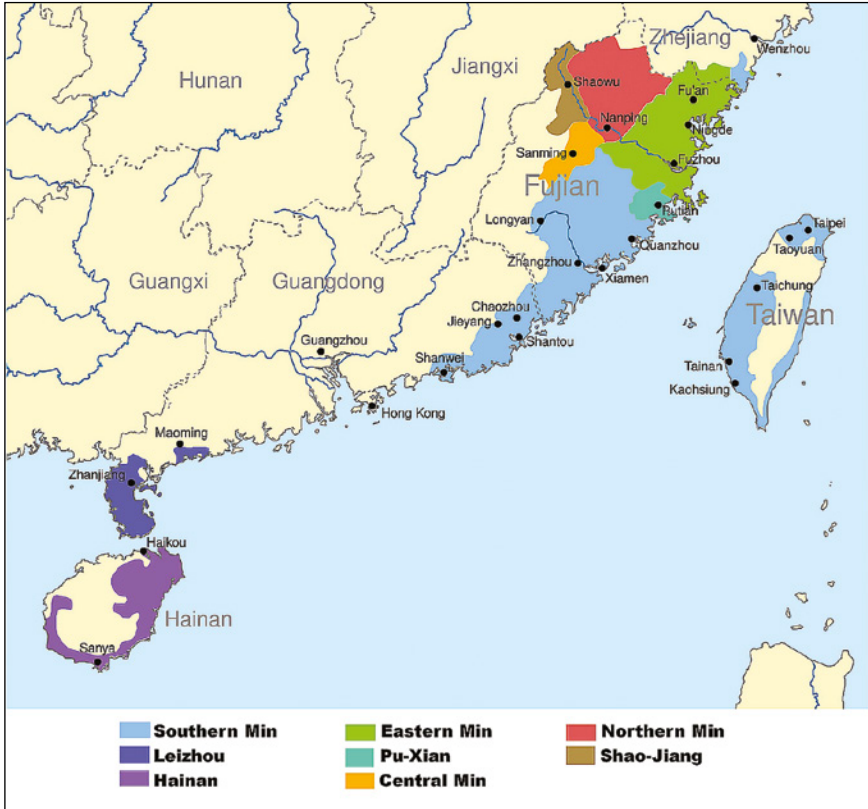 Zhejiang
Wenzhou
Hunan
Jiangxi
Shaowu
Fu'an
Nanping
Ningde
Sanming
Fuzhou
Fujian
Putian
Longyan
Taipei
Quanzhou
Taoyuan
Zhangzhou
Xiamen
Guangxi
Guangdong
Taichung
Chaozhou
Jieyang
Taiwan
Guangzhou
Shantou
Shanwei
Tainan
Kaohsiung
Hong Kong
Maoming
Zhanjiang
Haikou
Hainan
Sanya
Southern Min
Eastern Min
Northern Min
Leizhou
Pu-Xian
Shao-Jiang
Hainan
Central Min